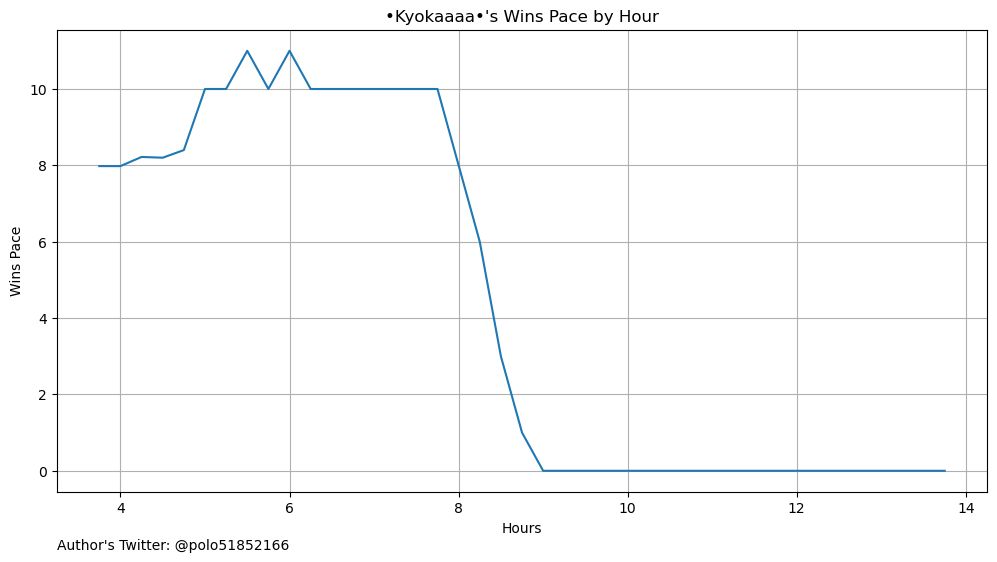 •Kyokaaaa•'s Wins Pace by Hour
Wins Pace
10
8
6
4
2
0
4 6 8 10 12 14
Hours
Author's Twitter: @polo51852166